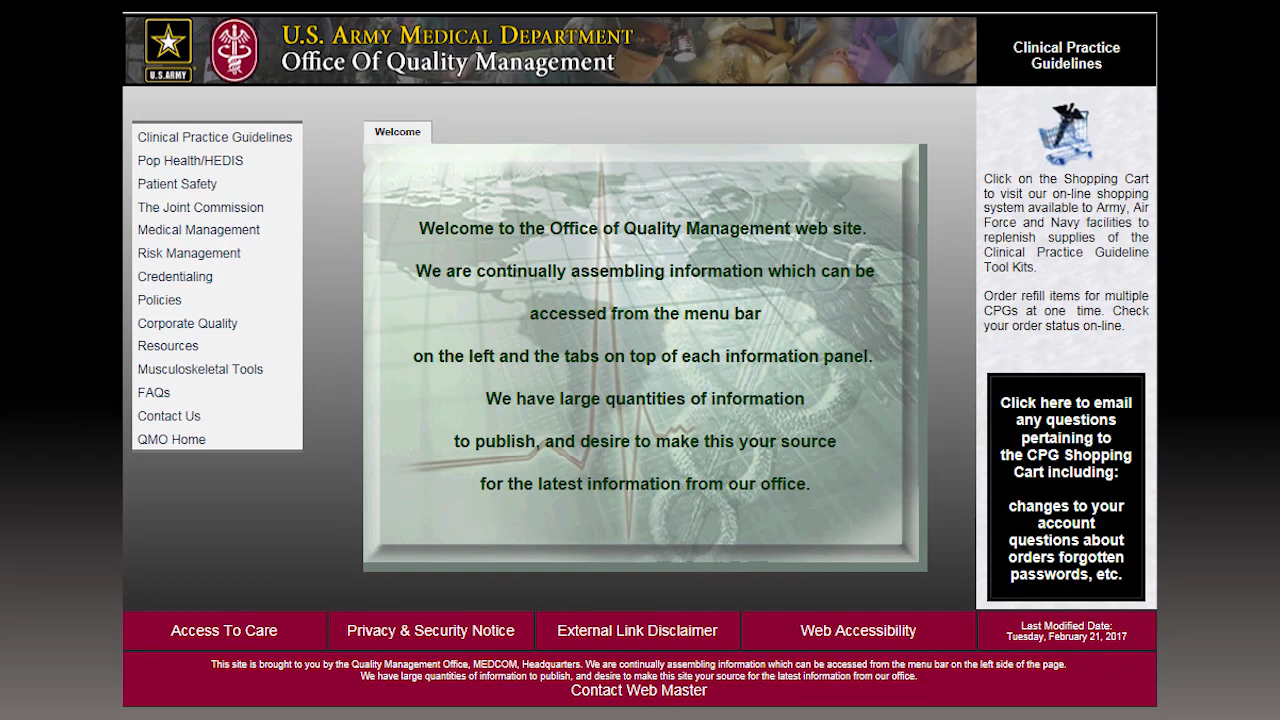 U.S. ARMY
U.S. ARMY MEDICAL DEPARTMENT
Office Of Quality Management
Clinical Practice
Guidelines
Clinical Practice Guidelines
Pop Health/HEDIS
Patient Safety
The Joint Commission
Medical Management
Risk Management
Credentialing
Policies
Corporate Quality
Resources
Musculoskeletal Tools
FAQs
Contact Us
QMO Home
Welcome
Welcome to the Office of Quality Management web site.
We are continually assembling information which can be
accessed from the menu bar
on the left and the tabs on top of each information panel.
We have large quantities of information
to publish, and desire to make this your source
for the latest information from our office.
Click on the Shopping Cart
to visit our on-line shopping
system available to Army, Air
Force and Navy facilities to
replenish supplies of the
Clinical Practice Guideline
Tool Kits.
Order refill items for multiple
CPGs at one time. Check
your order status on-line.
Click here to email
any questions
pertaining to
the CPG Shopping
Cart including:
changes to your
account
questions about
orders forgotten
passwords, etc.
Access To Care
Privacy & Security Notice
External Link Disclaimer
Web Accessibility
Last Modified Date:
Tuesday, February 21, 2017
This site is brought to you by the Quality Management Office, MEDCOM, Headquarters. We are continually assembling information which can be accessed from the menu bar on the left side of the page.
We have large quantities of information to publish, and desire to make this site your source for the latest information from our office.
Contact Web Master